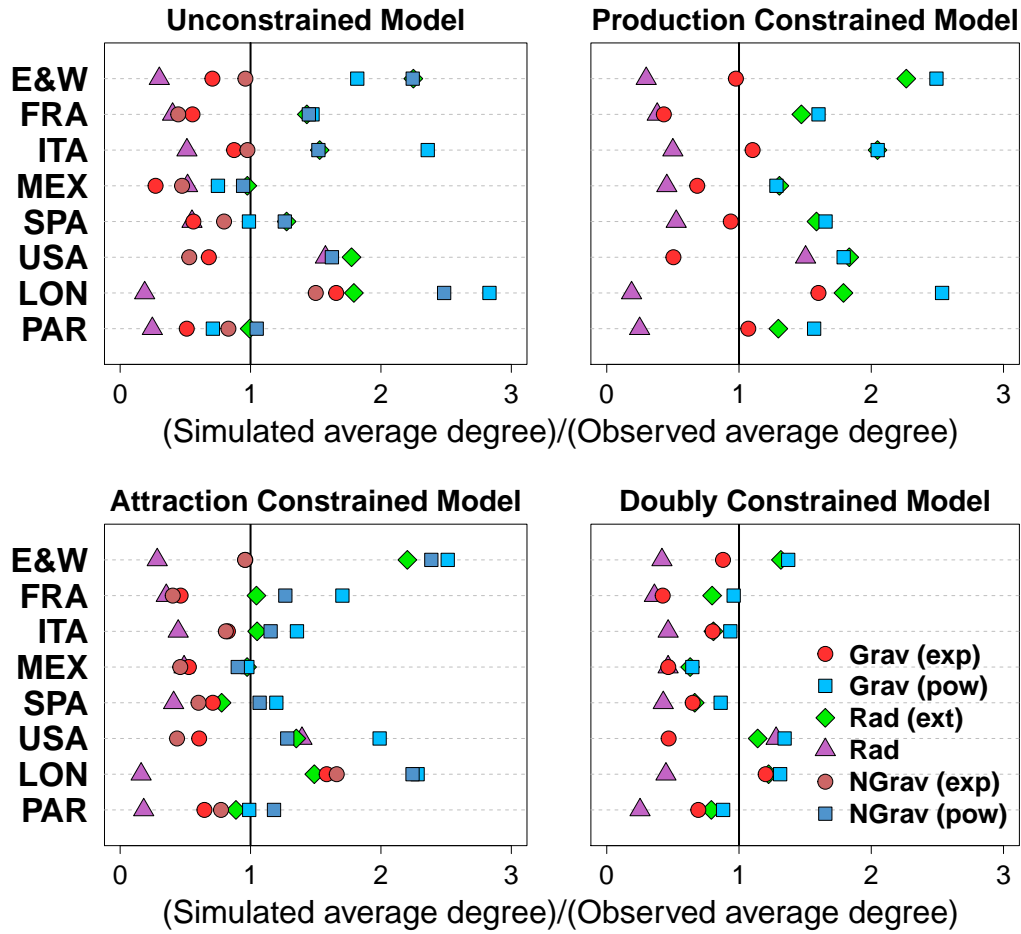 Unconstrained Model
Production Constrained Model
E&W
FRA
ITA
MEX
SPA
USA
LON
PAR
0 1 2 3
0 1 2 3
(Simulated average degree)/(Observed average degree)
Attraction Constrained Model
Doubly Constrained Model
E&W
FRA
ITA
MEX
SPA
USA
LON
PAR
Grav (exp)
Grav (pow)
Rad (ext)
Rad
NGrav (exp)
NGrav (pow)
0 1 2 3
0 1 2 3
(Simulated average degree)/(Observed average degree)